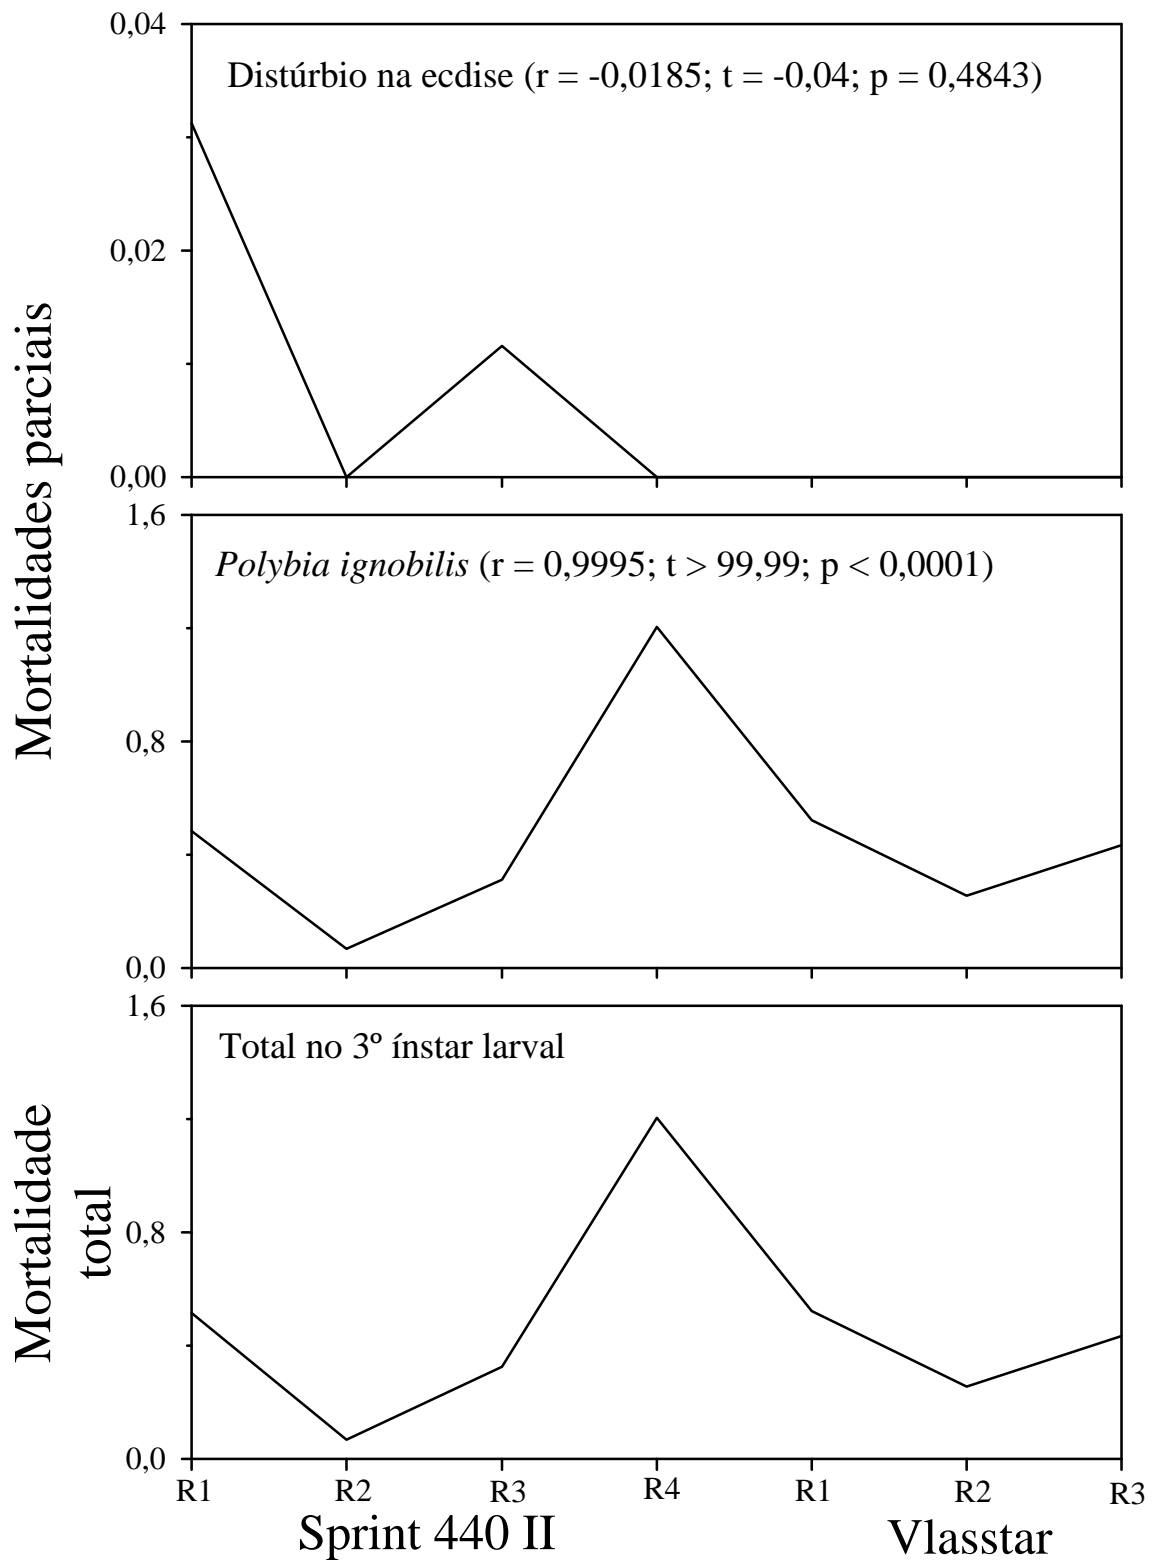 Mortalidades parciais
0,04
0,02
0,00
Distúrbio na ecdise (r = -0,0185; t = -0,04; p = 0,4843)
1,6
0,8
0,0
Polybia ignobilis (r = 0,9995; t > 99,99; p < 0,0001)
Mortalidade
total
1,6
0,8
0,0
Total no 3º ínstar larval
R1 R2 R3 R4 R1 R2 R3
Sprint 440 II Vlasstar